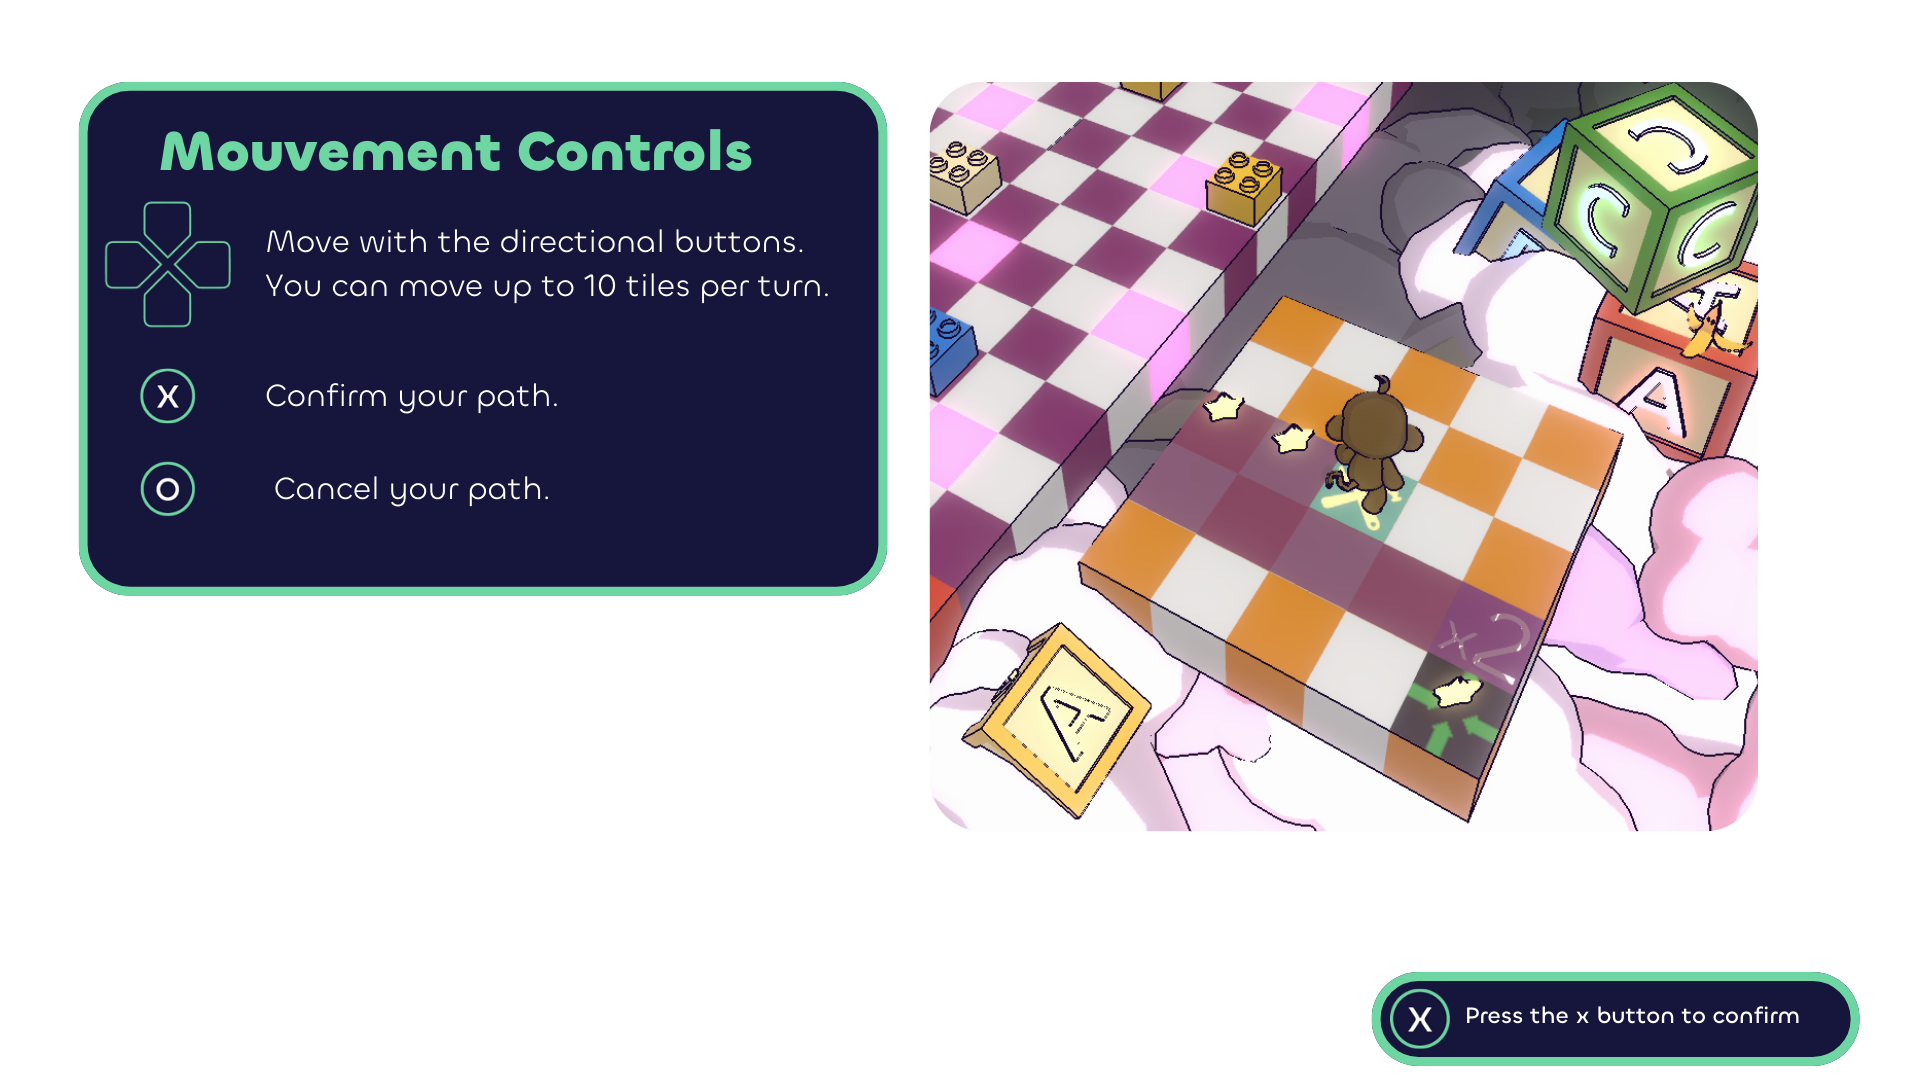 Mouvement Controls
Move with the directional buttons.
You can move up to 10 tiles per turn.
X Confirm your path.
O Cancel your path.
C
C
C
A
x2
A
X Press the x button to confirm